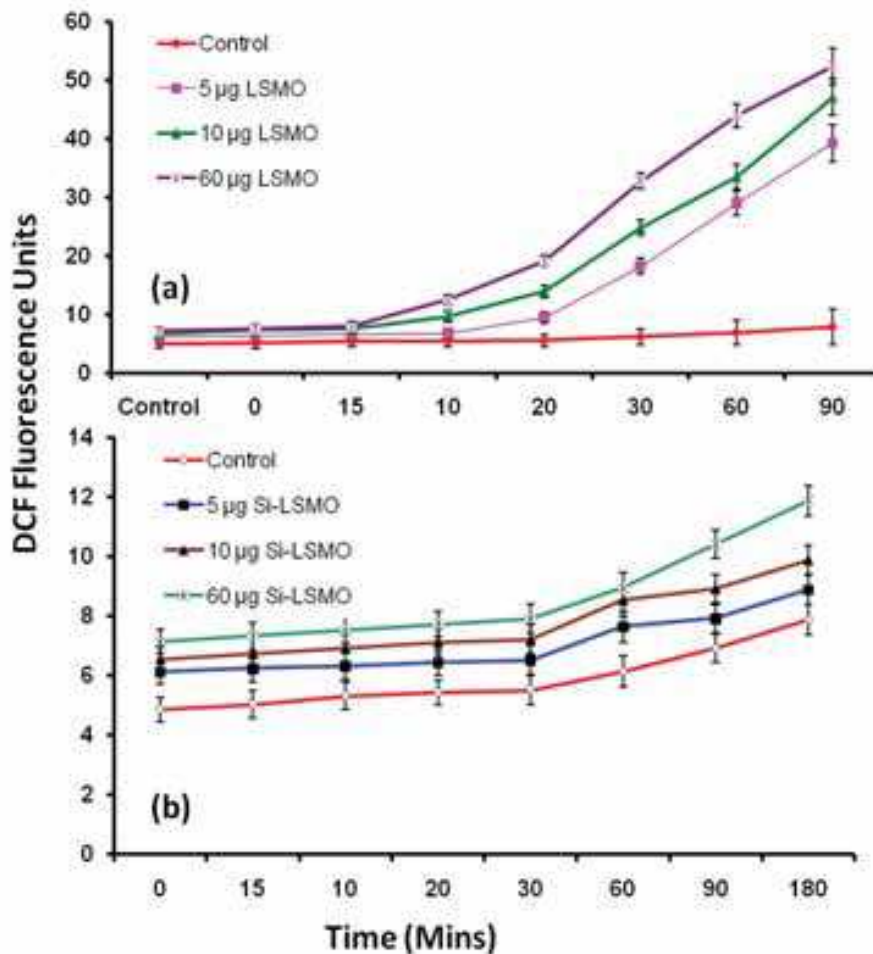 60
50
40
30
20
10
0
Control
5 µg LSMO
10 µg LSMO
60 µg LSMO
(a)
Control 0 15 10 20 30 60 90
DCF Fluorescence Units
14
12
10
8
6
4
2
0
Control
5 µg Si-LSMO
10 µg Si-LSMO
60 µg Si-LSMO
(b)
0 15 10 20 30 60 90 180
Time (Mins)